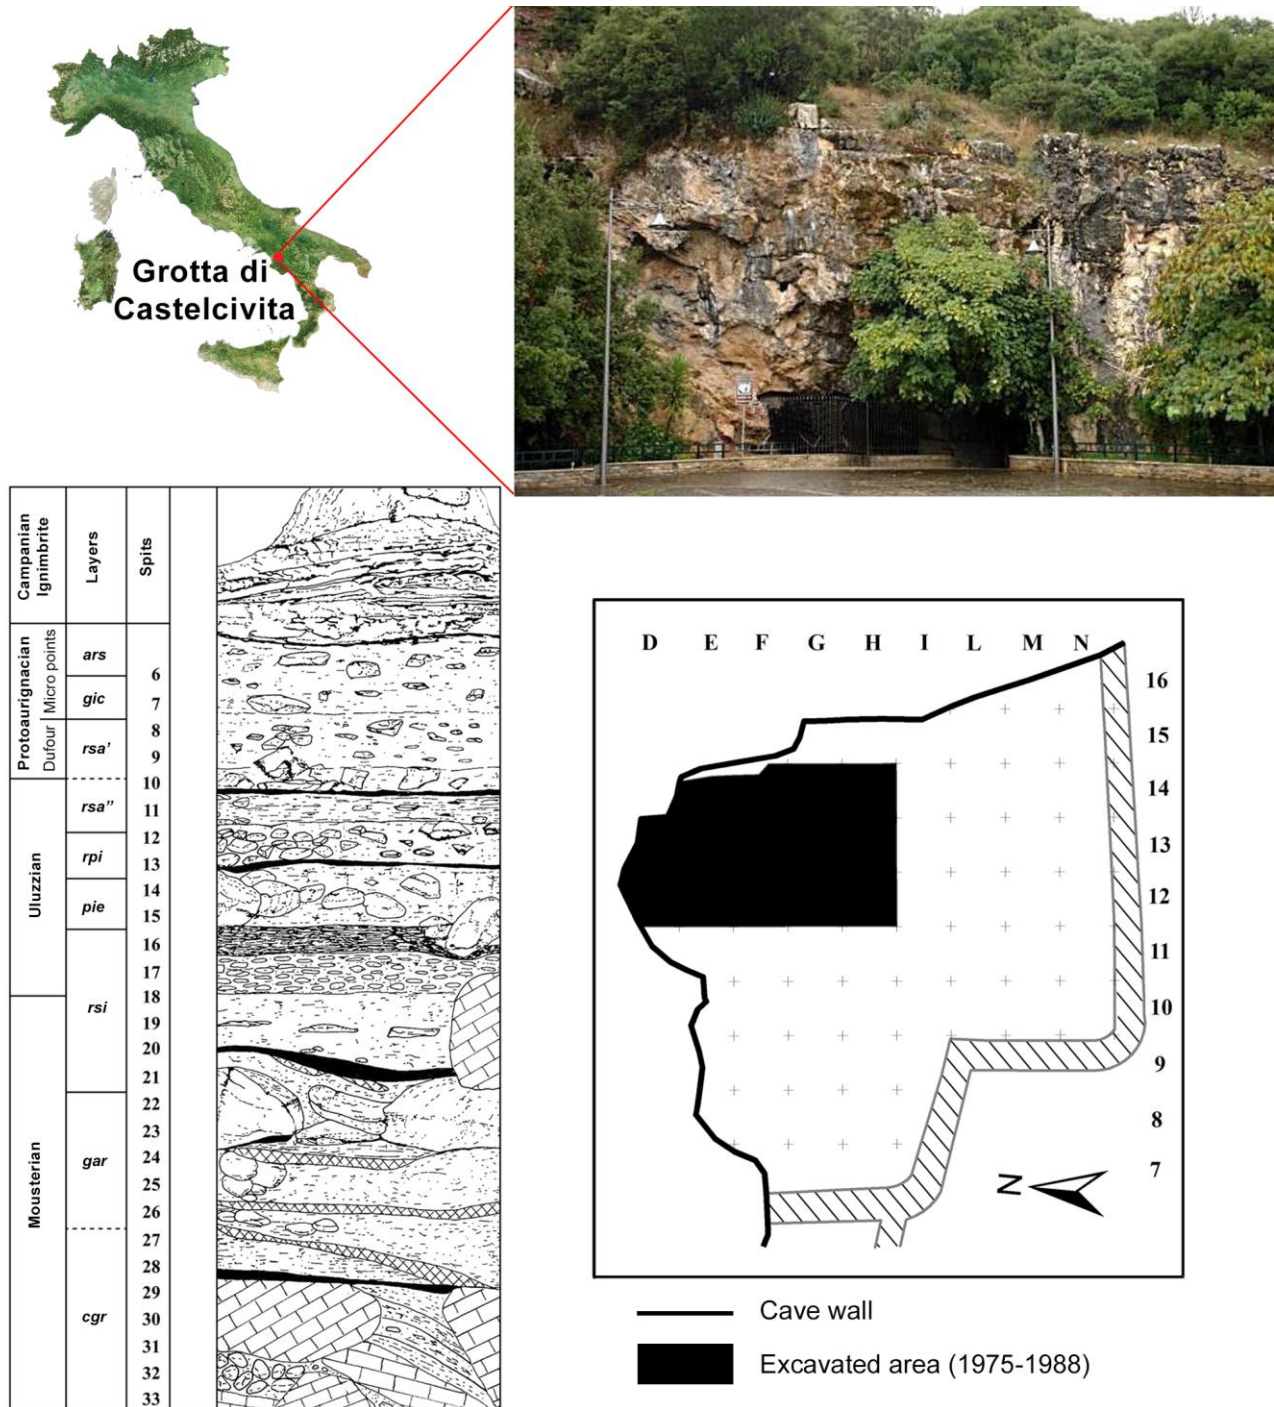 Grotta di
Castelcivita
Campanian
Ignimbrite
Layers
Spits
Protoaurignacian
Micro points
Dufour
Uluzzian
Mousterian
ars
gic
rsa'
rsa"
rpi
pie
rsi
gar
cgr
6
7
8
9
10
11
12
13
14
15
16
17
18
19
20
21
22
23
24
25
26
27
28
29
30
31
32
33
D E F G H I L M N
16
15
14
13
12
11
10
9
8
7
N
Cave wall
Excavated area (1975-1988)